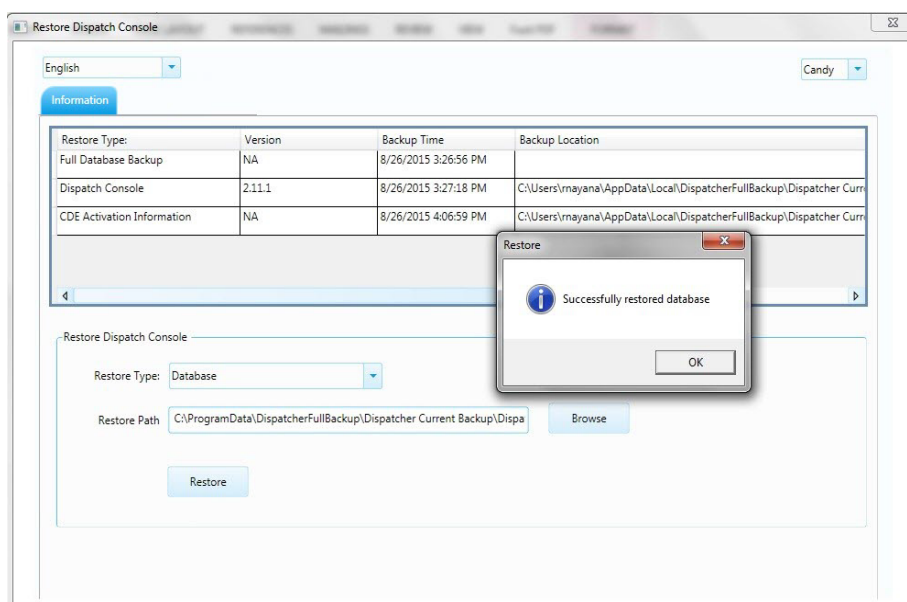 Restore Dispatch Console
English
Candy
Information
Restore Type: Version Backup Time Backup Location
Full Database Backup NA 8/26/2015 3:26:56 PM
Dispatch Console 2.11.1 8/26/2015 3:27:18 PM C:\Users\rnayana\AppData\Local\DispatcherFullBackup\Dispatcher Curr
CDE Activation Information NA 8/26/2015 4:06:59 PM C:\Users\rnayana\AppData\Local\DispatcherFullBackup\Dispatcher Curr
Restore
Successfully restored database
OK
Restore Dispatch Console
Restore Type: Database
Restore Path C:\ProgramData\DispatcherFullBackup\Dispatcher Current Backup\Dispa Browse
Restore